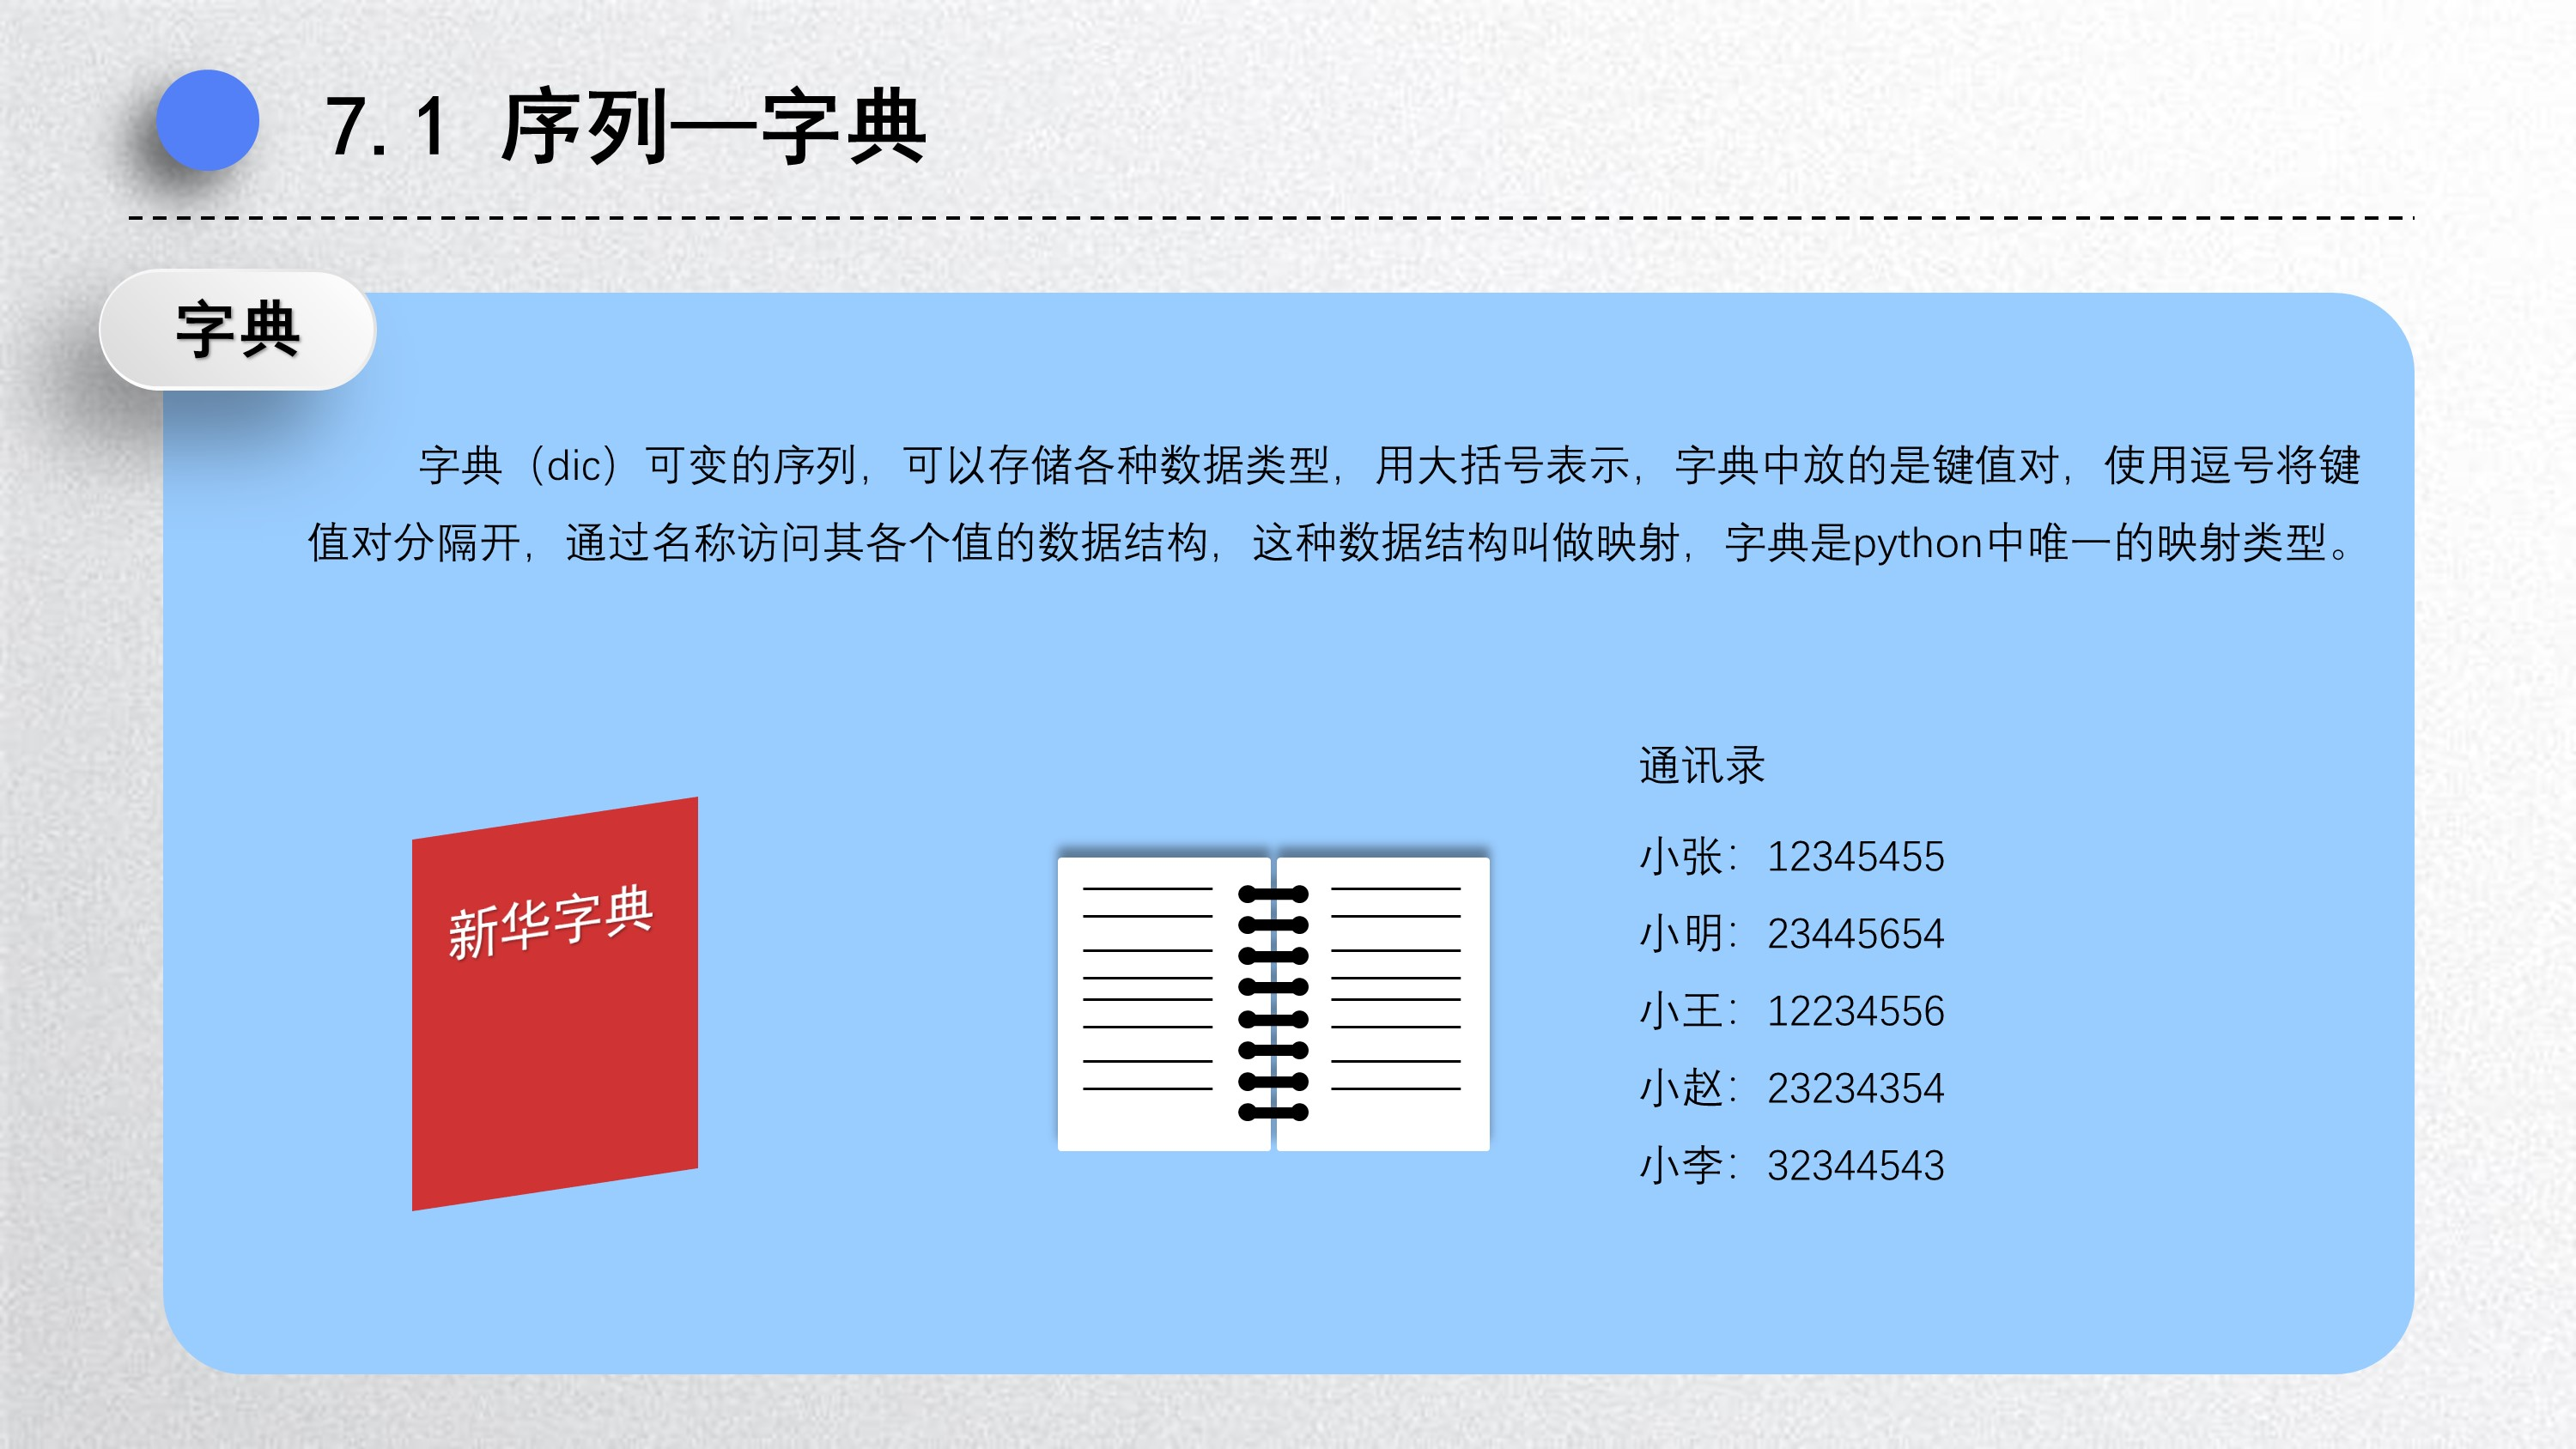 7.1 序列—字典
字典
字典（dic）可变的序列，可以存储各种数据类型，用大括号表示，字典中放的是键值对，使用逗号将键
值对分隔开，通过名称访问其各个值的数据结构，这种数据结构叫做映射，字典是python中唯一的映射类型。
新华字典
通讯录
小张：12345455
小明：23445654
小王：12234556
小赵：23234354
小李：32344543